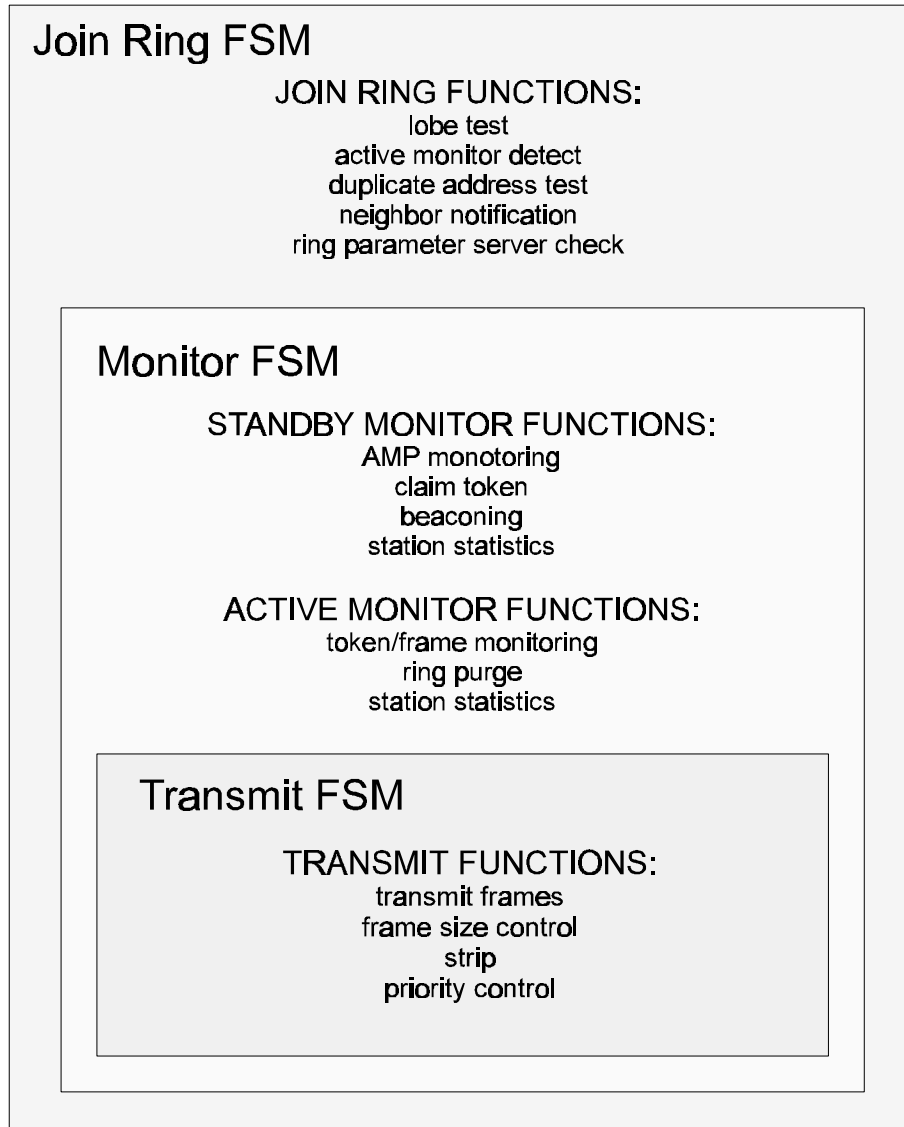 Join Ring FSM
JOIN RING FUNCTIONS:
lobe test
active monitor detect
duplicate address test
neighbor notification
ring parameter server check
Monitor FSM
STANDBY MONITOR FUNCTIONS:
AMP monotoring
claim token
beaconing
station statistics
ACTIVE MONITOR FUNCTIONS:
token/frame monitoring
ring purge
station statistics
Transmit FSM
TRANSMIT FUNCTIONS:
transmit frames
frame size control
strip
priority control